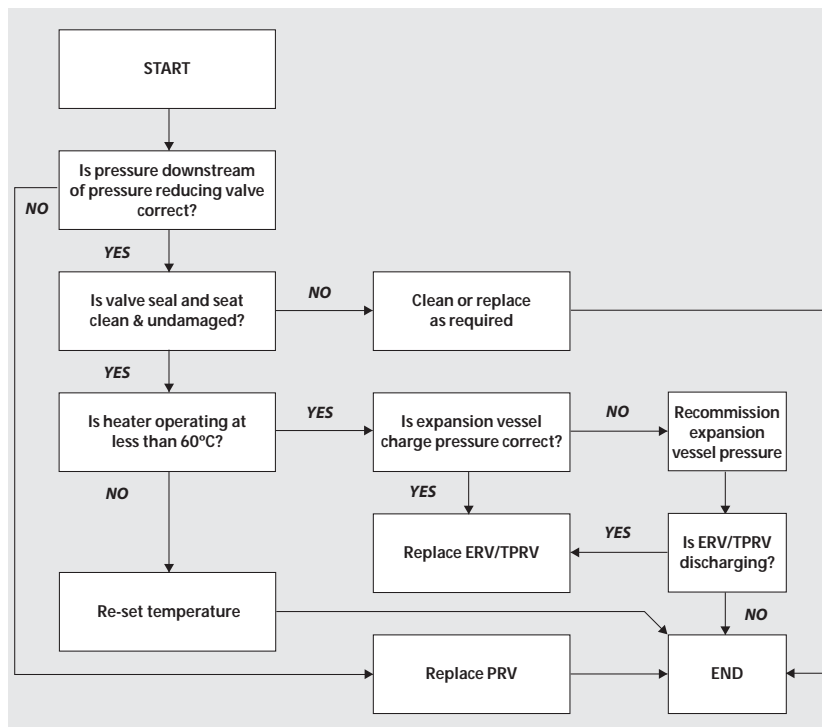 START
Is pressure downstream
of pressure reducing valve
correct?
NO
YES
Is valve seal and seat
clean & undamaged?
NO
Clean or replace
as required
YES
Is heater operating at
less than 60ºC?
YES
Is expansion vessel
charge pressure correct?
NO
Recommission
expansion
vessel pressure
NO
YES
Replace ERV/TPRV
YES
Is ERV/TPRV
discharging?
Re-set temperature
NO
Replace PRV
END